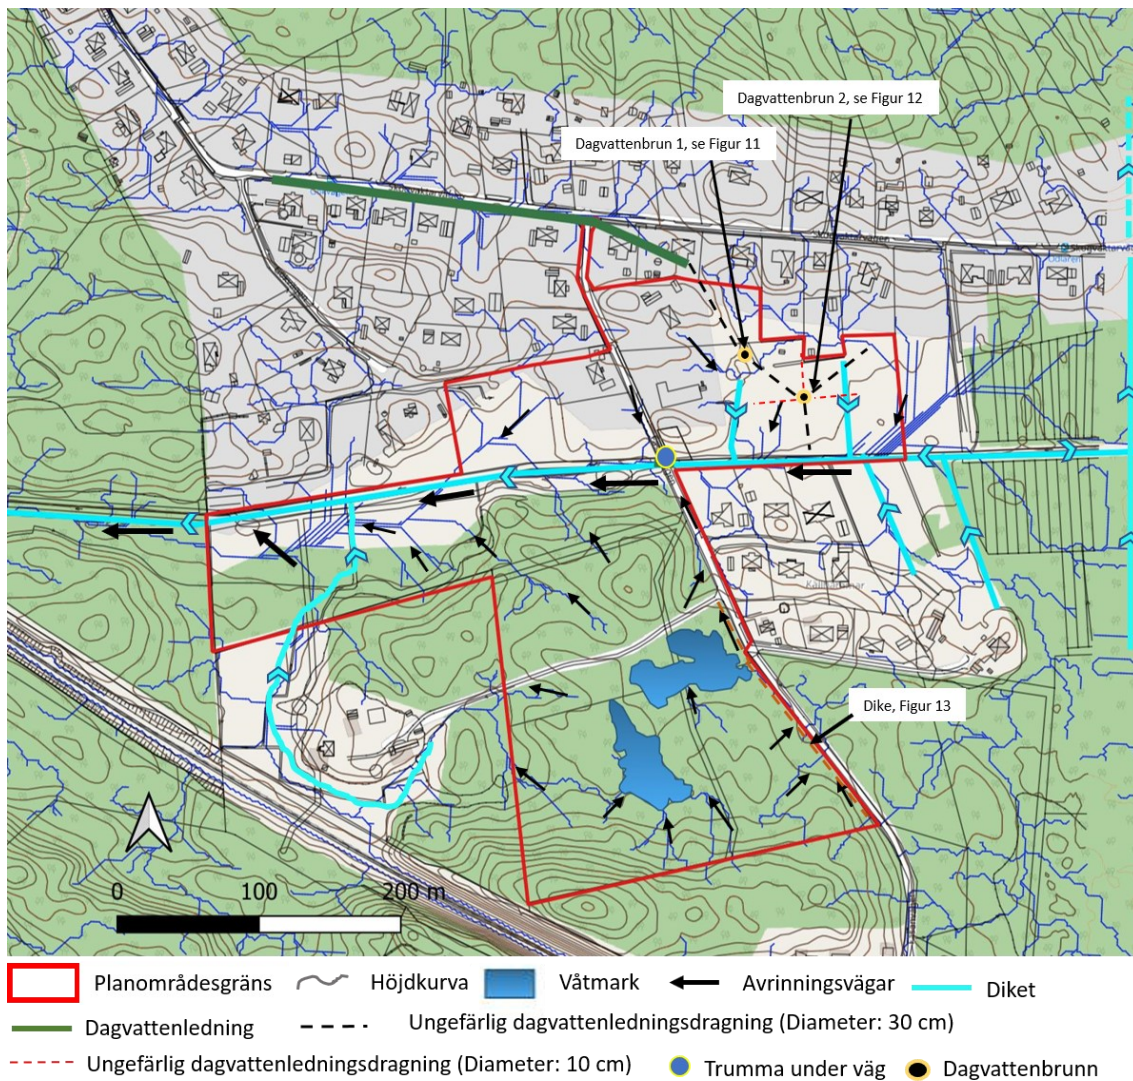 Dagvattenbrun 2, se Figur 12
Dagvattenbrun 1, se Figur 11
Dike, Figur 13
0 100 200 m
Planområdesgräns Höjdkurva Våtmark Avrinningsvägar Diket
Dagvattenledning Ungefärlig dagvattenledningsdragning (Diameter: 30 cm)
Ungefärlig dagvattenledningsdragning (Diameter: 10 cm) Trumma under väg Dagvattenbrunn